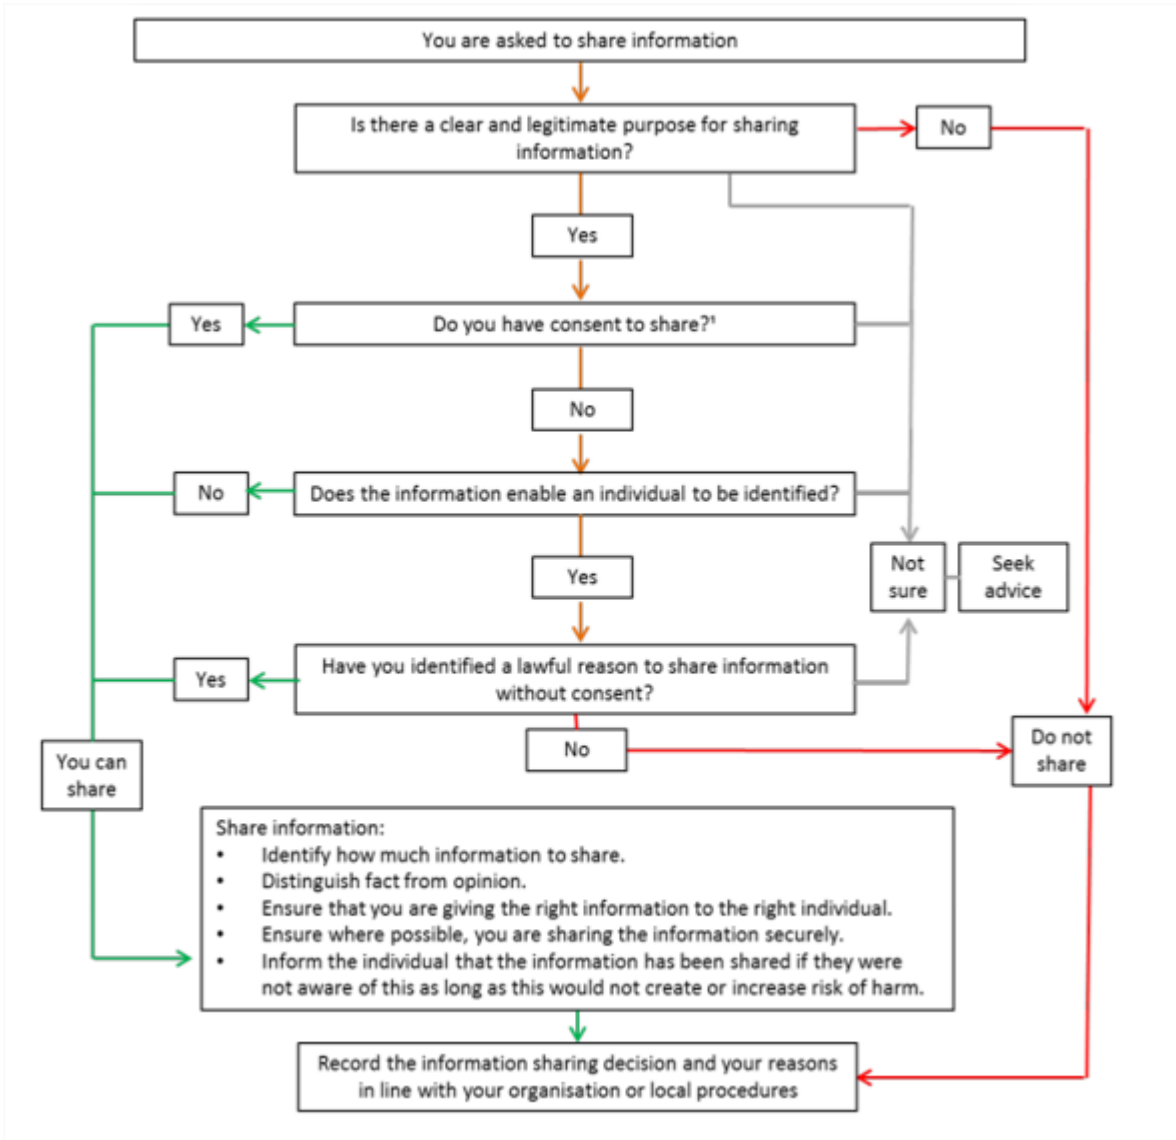 You are asked to share information
Is there a clear and legitimate purpose for sharing
information?
No
Yes
Yes
Do you have consent to share?¹
No
No
Does the information enable an individual to be identified?
Not
sure
Seek
advice
Yes
Yes
Have you identified a lawful reason to share information
without consent?
No
Do not
share
You can
share
Share information:
• Identify how much information to share.
• Distinguish fact from opinion.
• Ensure that you are giving the right information to the right individual.
• Ensure where possible, you are sharing the information securely.
• Inform the individual that the information has been shared if they were
not aware of this as long as this would not create or increase risk of harm.
Record the information sharing decision and your reasons
in line with your organisation or local procedures